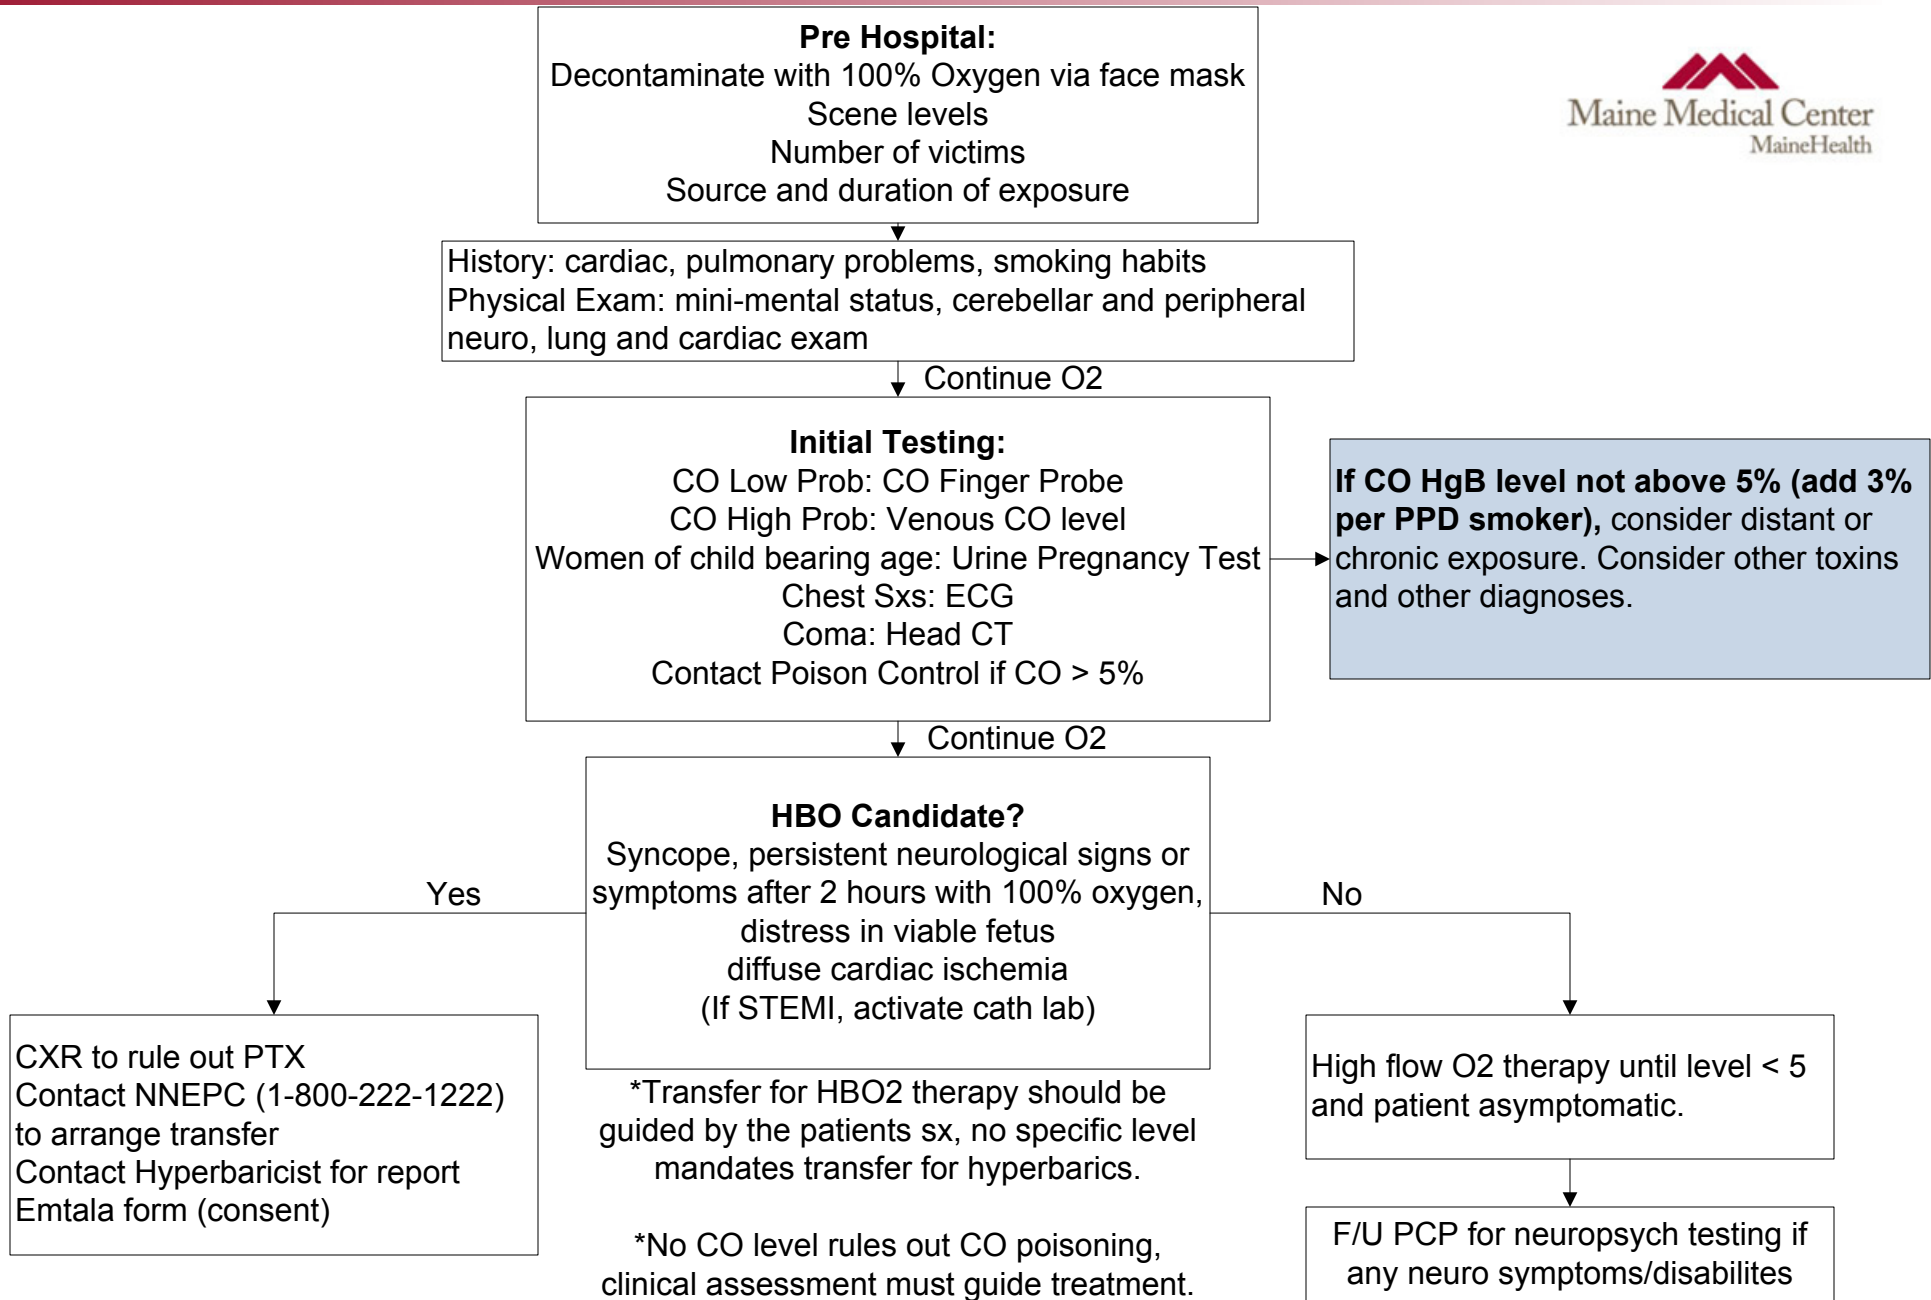 Pre Hospital:
Decontaminate with 100% Oxygen via face mask
Scene levels
Number of victims
Source and duration of exposure
Maine Medical Center
MaineHealth
History: cardiac, pulmonary problems, smoking habits
Physical Exam: mini-mental status, cerebellar and peripheral
neuro, lung and cardiac exam
Continue O2
Initial Testing:
CO Low Prob: CO Finger Probe
CO High Prob: Venous CO level
Women of child bearing age: Urine Pregnancy Test
Chest Sxs: ECG
Coma: Head CT
Contact Poison Control if CO > 5%
If CO HgB level not above 5% (add 3%
per PPD smoker), consider distant or
chronic exposure. Consider other toxins
and other diagnoses.
Continue O2
HBO Candidate?
Syncope, persistent neurological signs or
symptoms after 2 hours with 100% oxygen,
distress in viable fetus
diffuse cardiac ischemia
(If STEMI, activate cath lab)
Yes
No
CXR to rule out PTX
Contact NNEPC (1-800-222-1222)
to arrange transfer
Contact Hyperbaricist for report
Emtala form (consent)
*Transfer for HBO2 therapy should be
guided by the patients sx, no specific level
mandates transfer for hyperbarics.
*No CO level rules out CO poisoning,
clinical assessment must guide treatment.
High flow O2 therapy until level < 5
and patient asymptomatic.
F/U PCP for neuropsych testing if
any neuro symptoms/disabilites